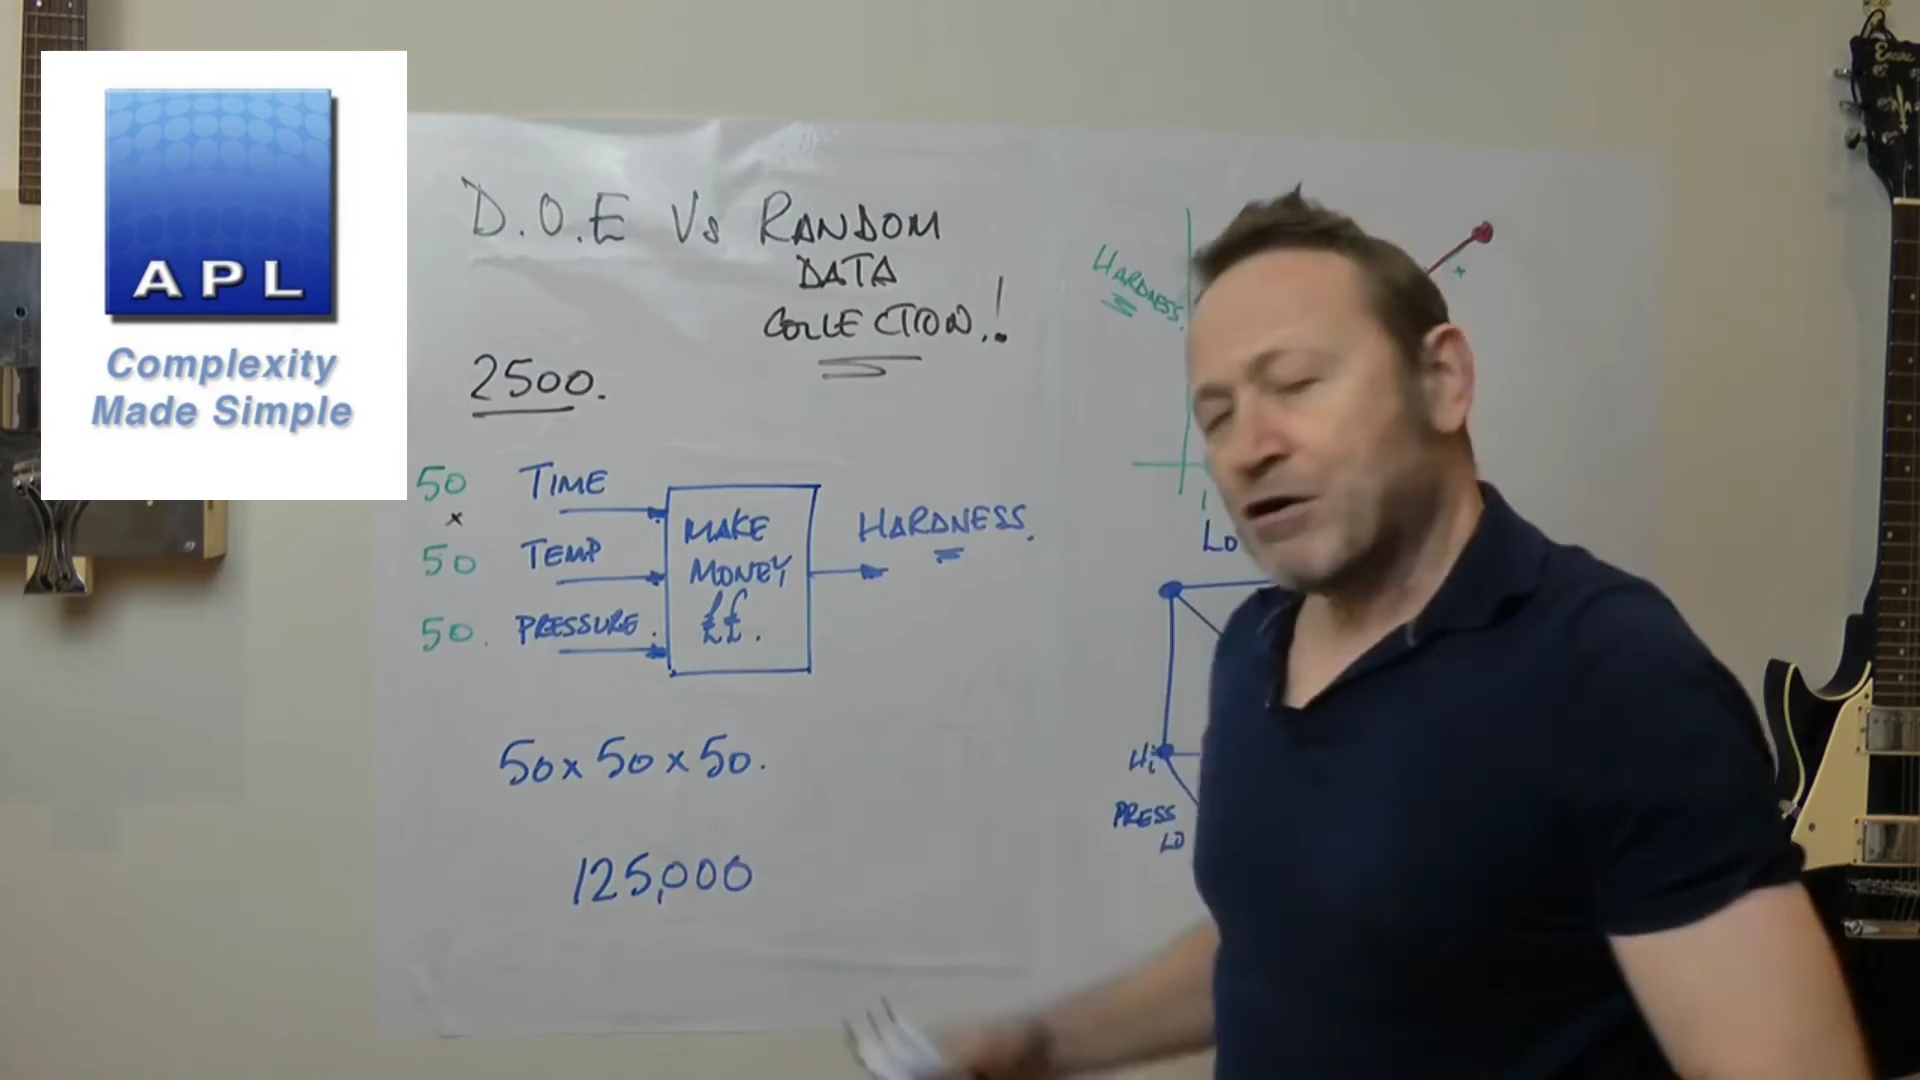 APL
Complexity
Made Simple
D.O.E Vs RANDOM
DATA
COLLECTION.!
2500.
50
x
50
50.
TIME
TEMP
PRESSURE.
MAKE
MONEY
££.
HARDNESS.
50 x 50 x 50.
125,000
HARDNESS.
LO
Hi
PRESS
LO
Encore